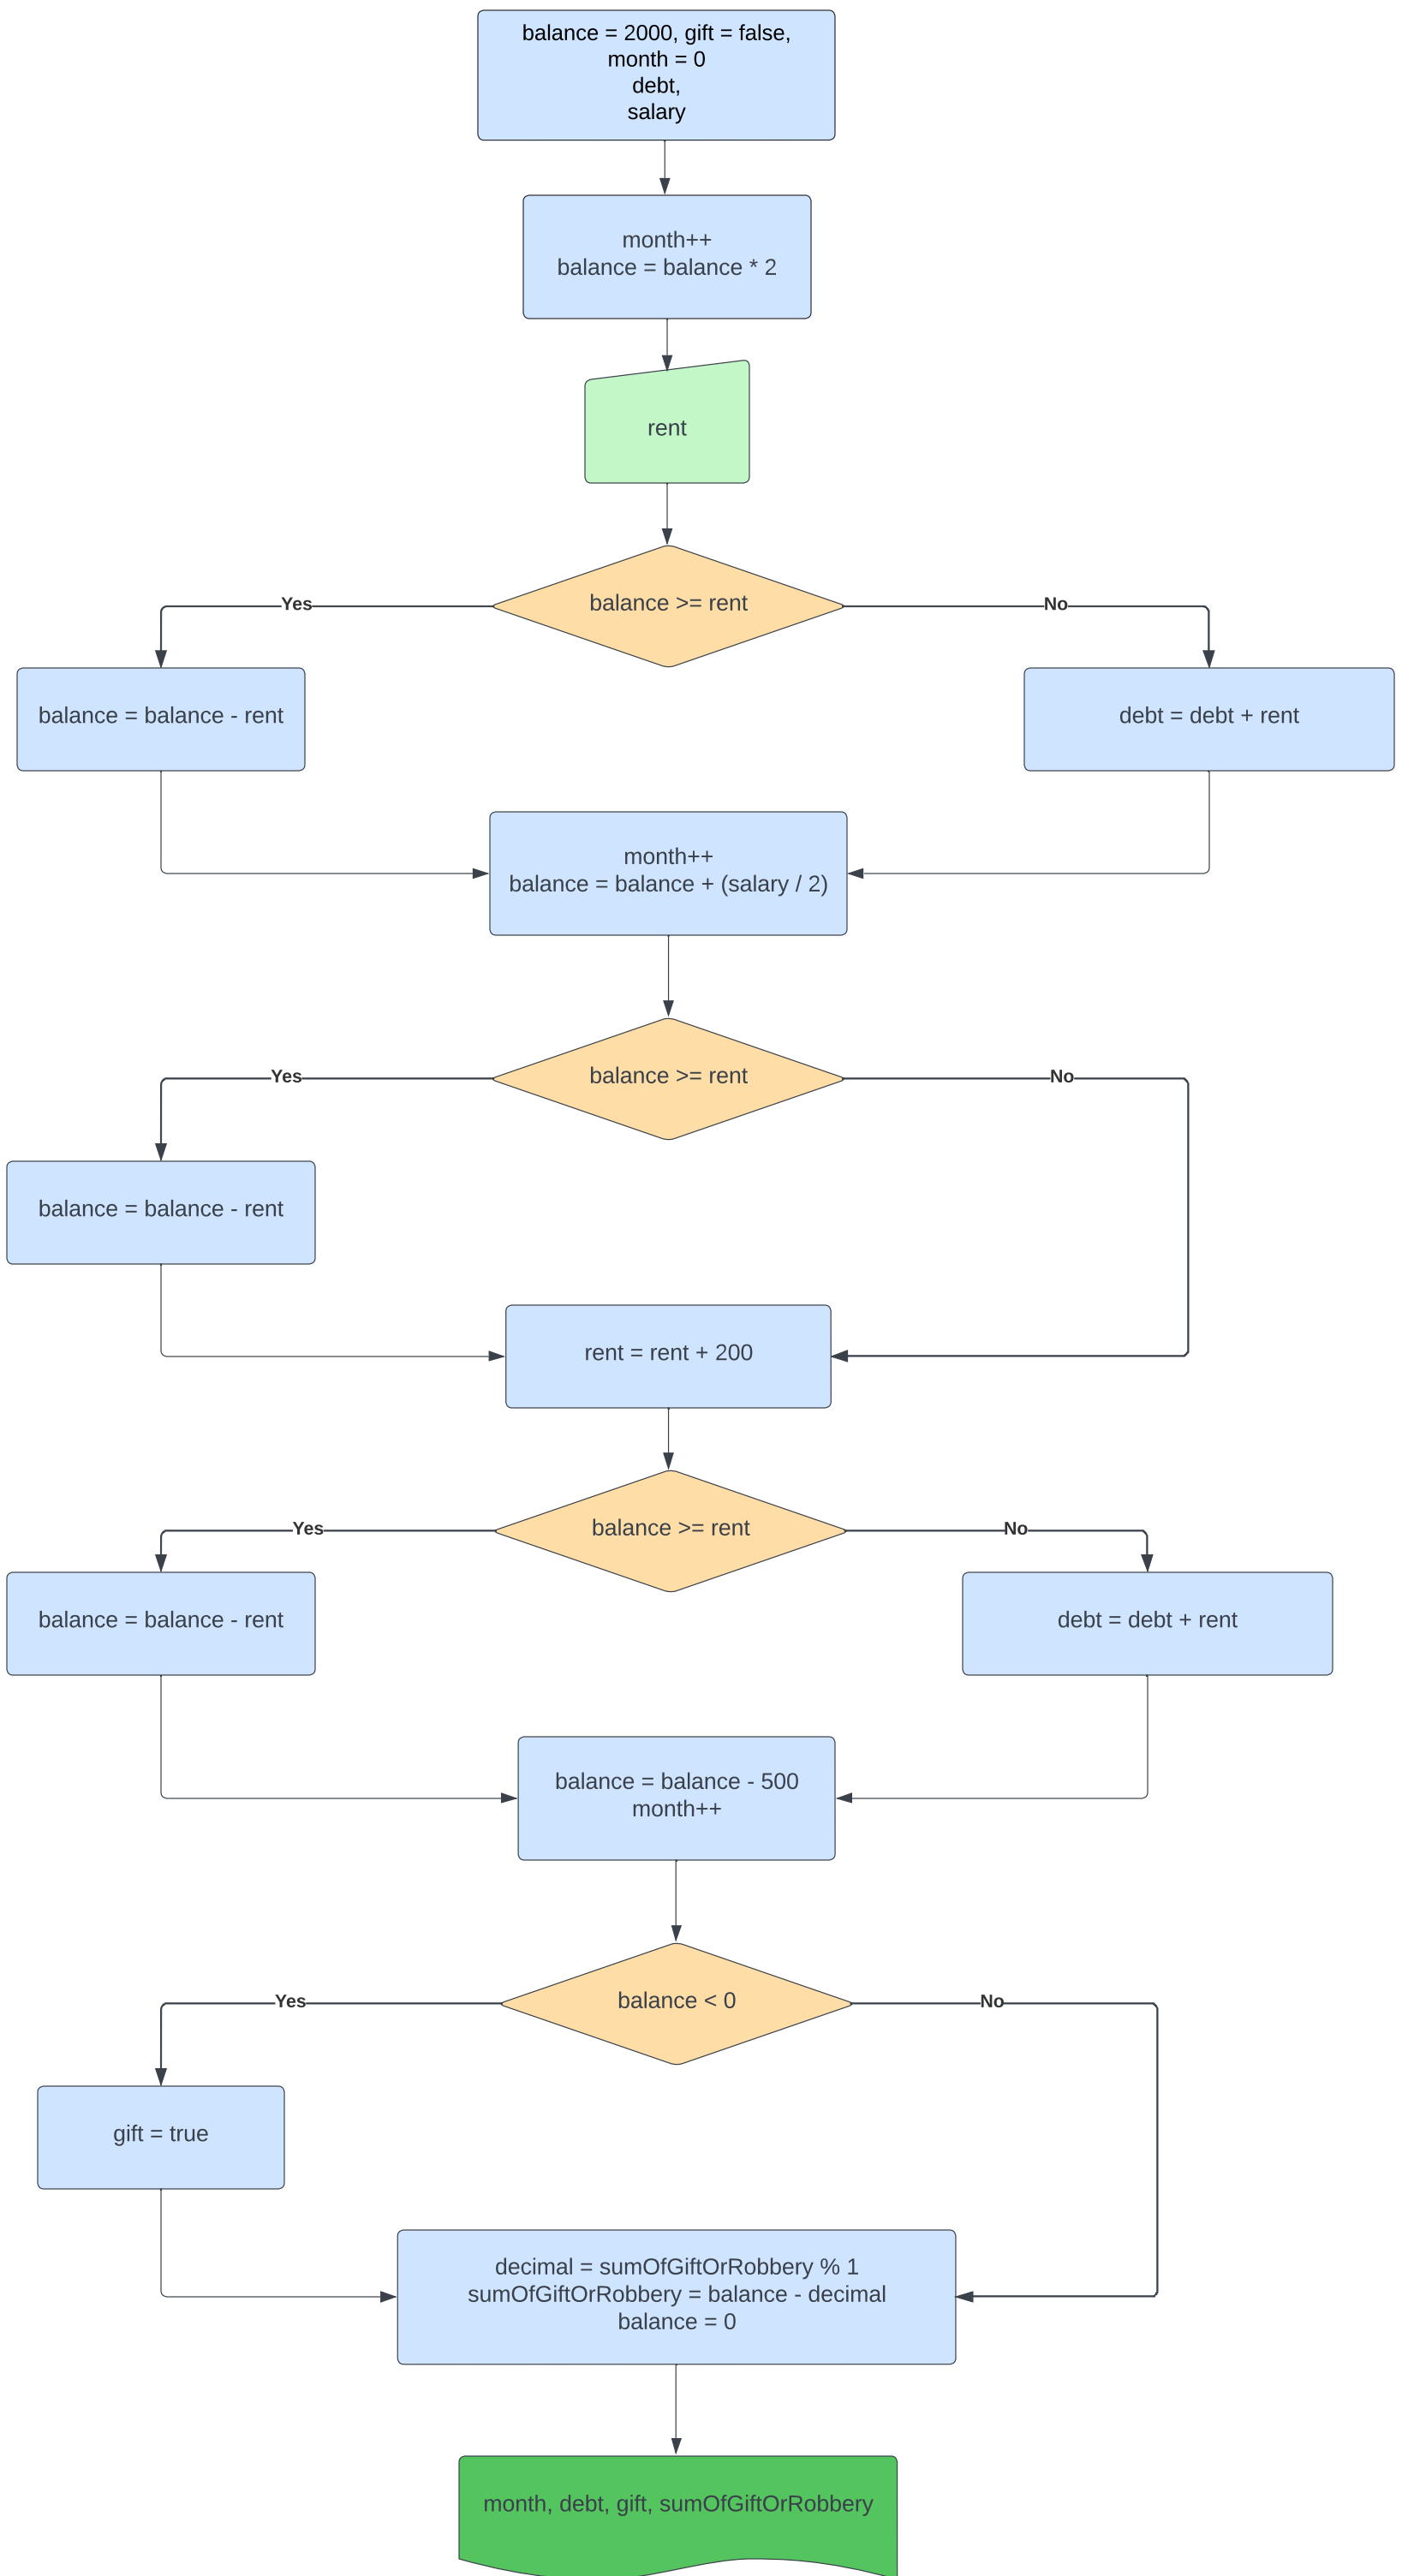 balance = 2000, gift = false,
month = 0
debt,
salary
month++
balance = balance * 2
rent
balance >= rent
Yes
No
balance = balance - rent
debt = debt + rent
month++
balance = balance + (salary / 2)
balance >= rent
Yes
No
balance = balance - rent
rent = rent + 200
balance >= rent
Yes
No
balance = balance - rent
debt = debt + rent
balance = balance - 500
month++
balance < 0
Yes
No
gift = true
decimal = sumOfGiftOrRobbery % 1
sumOfGiftOrRobbery = balance - decimal
balance = 0
month, debt, gift, sumOfGiftOrRobbery